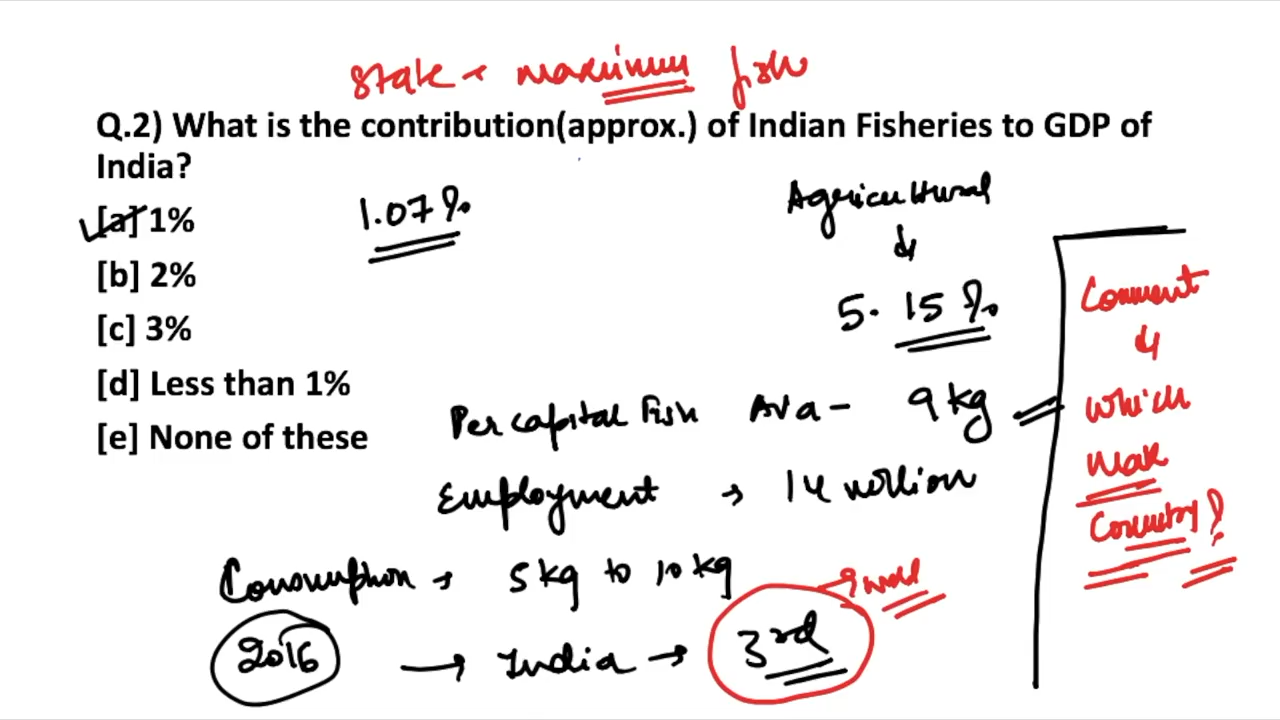 State maximum fish
Q.2) What is the contribution(approx.) of Indian Fisheries to GDP of
India?
[a] 1%
1.07%
Agricultural
[b] 2%
5.15%
[c] 3%
[d] Less than 1%
Per capital Fish Ava - 9 kg
[e] None of these
Employment → 14 million
Consumption → 5 kg to 10 kg
2016 → India → 3rd
Comment
Which
Max
Country?